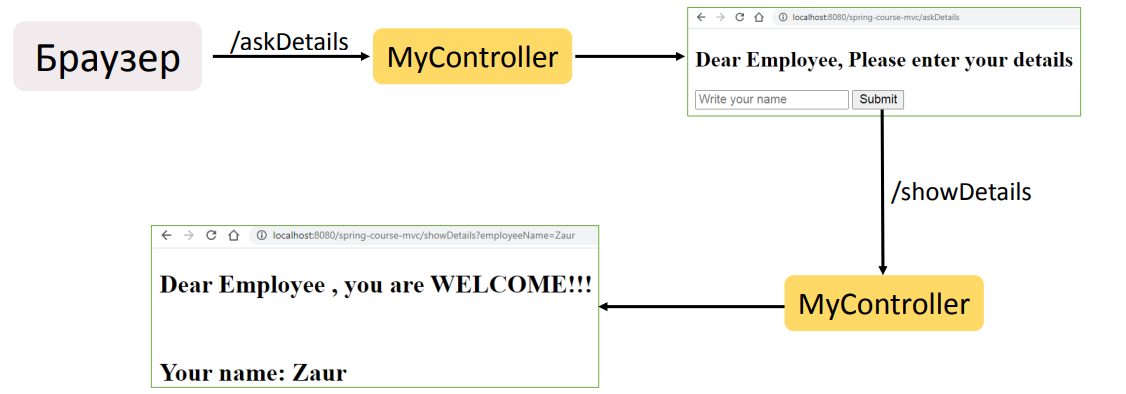 Браузер
/askDetails
MyController
localhost:8080/spring-course-mvc/askDetails
Dear Employee, Please enter your details
Write your name
Submit
/showDetails
MyController
localhost:8080/spring-course-mvc/showDetails?employeeName=Zaur
Dear Employee , you are WELCOME!!!
Your name: Zaur